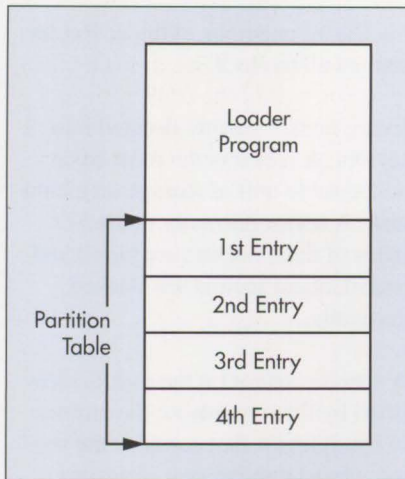 Loader
Program
1st Entry
2nd Entry
Partition
Table
3rd Entry
4th Entry